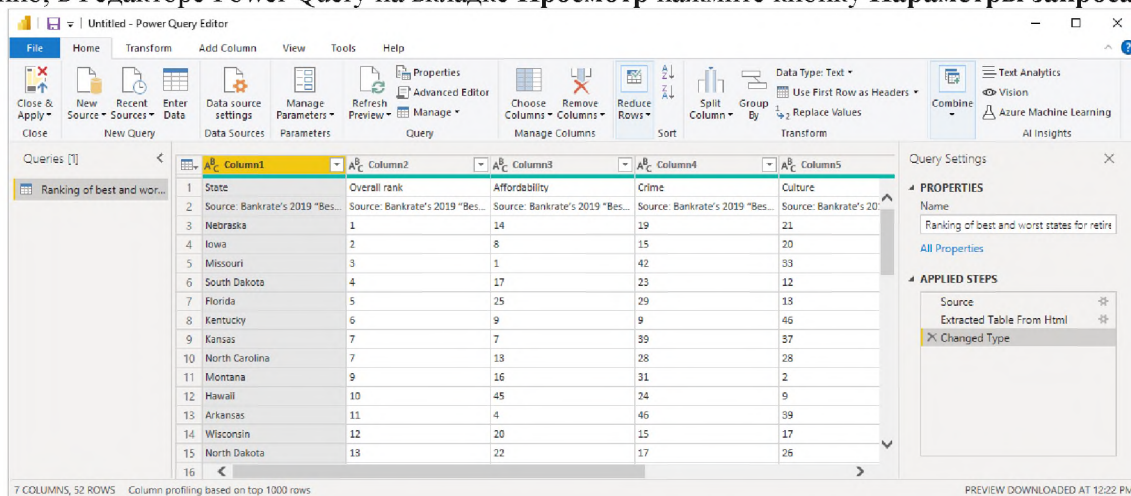 но, в Редакторе Power Query на вкладке Просмотр нажмите кнопку Параметры запроса
Untitled - Power Query Editor
File Home Transform Add Column View Tools Help
Close & Apply
New Source
Recent Sources
Enter Data
Data source settings
Manage Parameters
Refresh Preview
Properties
Advanced Editor
Manage
Choose Columns
Remove Columns
Reduce Rows
Split Column
Group By
Data Type: Text
Use First Row as Headers
Replace Values
Combine
Text Analytics
Vision
Azure Machine Learning
Close New Query Data Sources Parameters Query Manage Columns Sort Transform AI Insights
Queries [1]
Ranking of best and wor...
Column1 Column2 Column3 Column4 Column5
1 State Overall rank Affordability Crime Culture
2 Source: Bankrate's 2019 "Bes... Source: Bankrate's 2019 "Bes... Source: Bankrate's 2019 "Bes... Source: Bankrate's 2019 "Bes... Source: Bankrate's 20
3 Nebraska 1 14 19 21
4 Iowa 2 8 15 20
5 Missouri 3 1 42 33
6 South Dakota 4 17 23 12
7 Florida 5 25 29 13
8 Kentucky 6 9 9 46
9 Kansas 7 7 39 37
10 North Carolina 7 13 28 28
11 Montana 9 16 31 2
12 Hawaii 10 45 24 9
13 Arkansas 11 4 46 39
14 Wisconsin 12 20 15 17
15 North Dakota 13 22 17 26
16
Query Settings
PROPERTIES
Name
Ranking of best and worst states for retire
All Properties
APPLIED STEPS
Source
Extracted Table From Html
Changed Type
7 COLUMNS, 52 ROWS Column profiling based on top 1000 rows
PREVIEW DOWNLOADED AT 12:22 PM